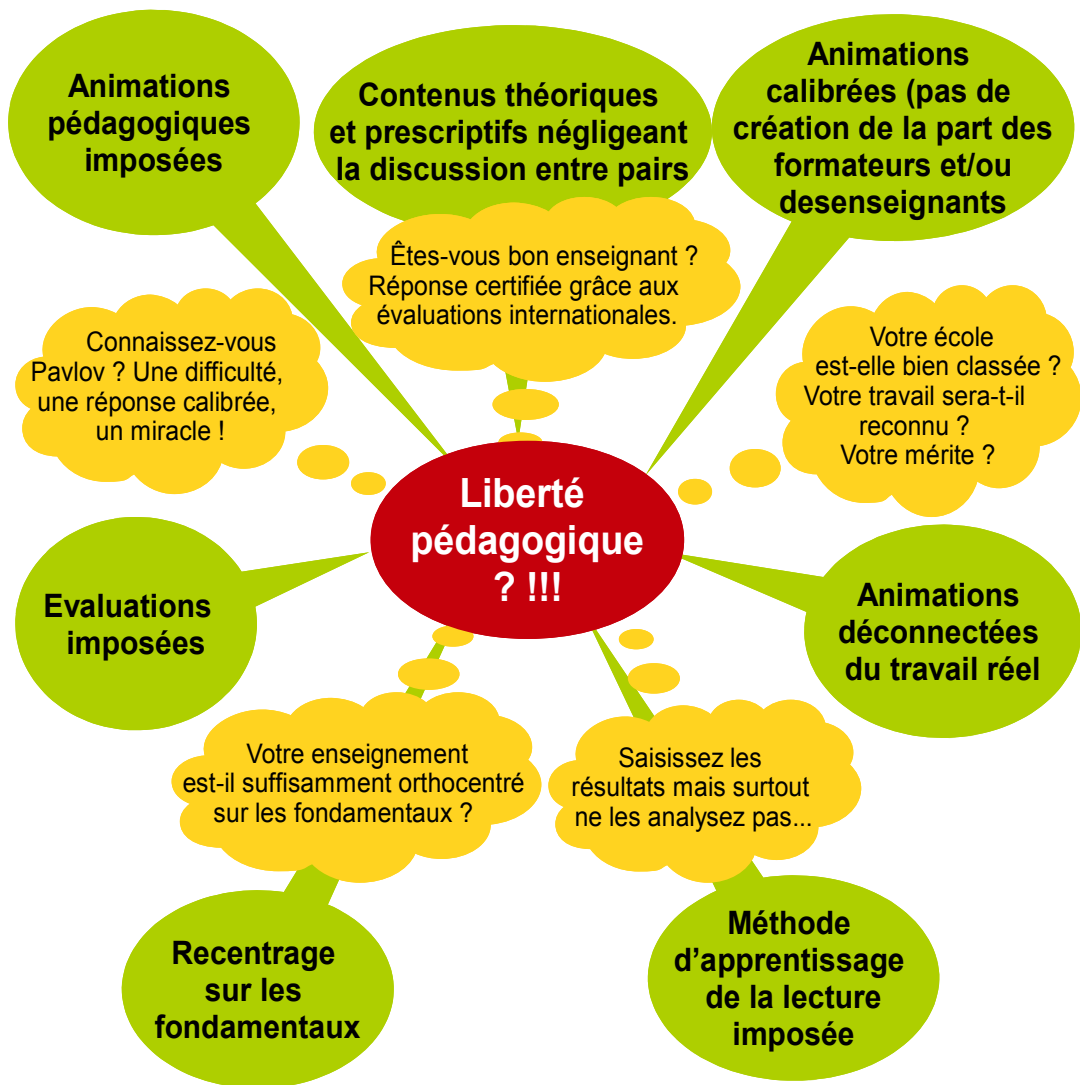 Animations
pédagogiques
imposées
Contenus théoriques
et prescriptifs négligeant
la discussion entre pairs
Animations
calibrées (pas de
création de la part des
formateurs et/ou
desenseignants
Êtes-vous bon enseignant ?
Réponse certifiée grâce aux
évaluations internationales.
Connaissez-vous
Pavlov ? Une difficulté,
une réponse calibrée,
un miracle !
Votre école
est-elle bien classée ?
Votre travail sera-t-il
reconnu ?
Votre mérite ?
Liberté
pédagogique
? !!!
Evaluations
imposées
Animations
déconnectées
du travail réel
Votre enseignement
est-il suffisamment orthocentré
sur les fondamentaux ?
Saisissez les
résultats mais surtout
ne les analysez pas...
Recentrage
sur les
fondamentaux
Méthode
d'apprentissage
de la lecture
imposée